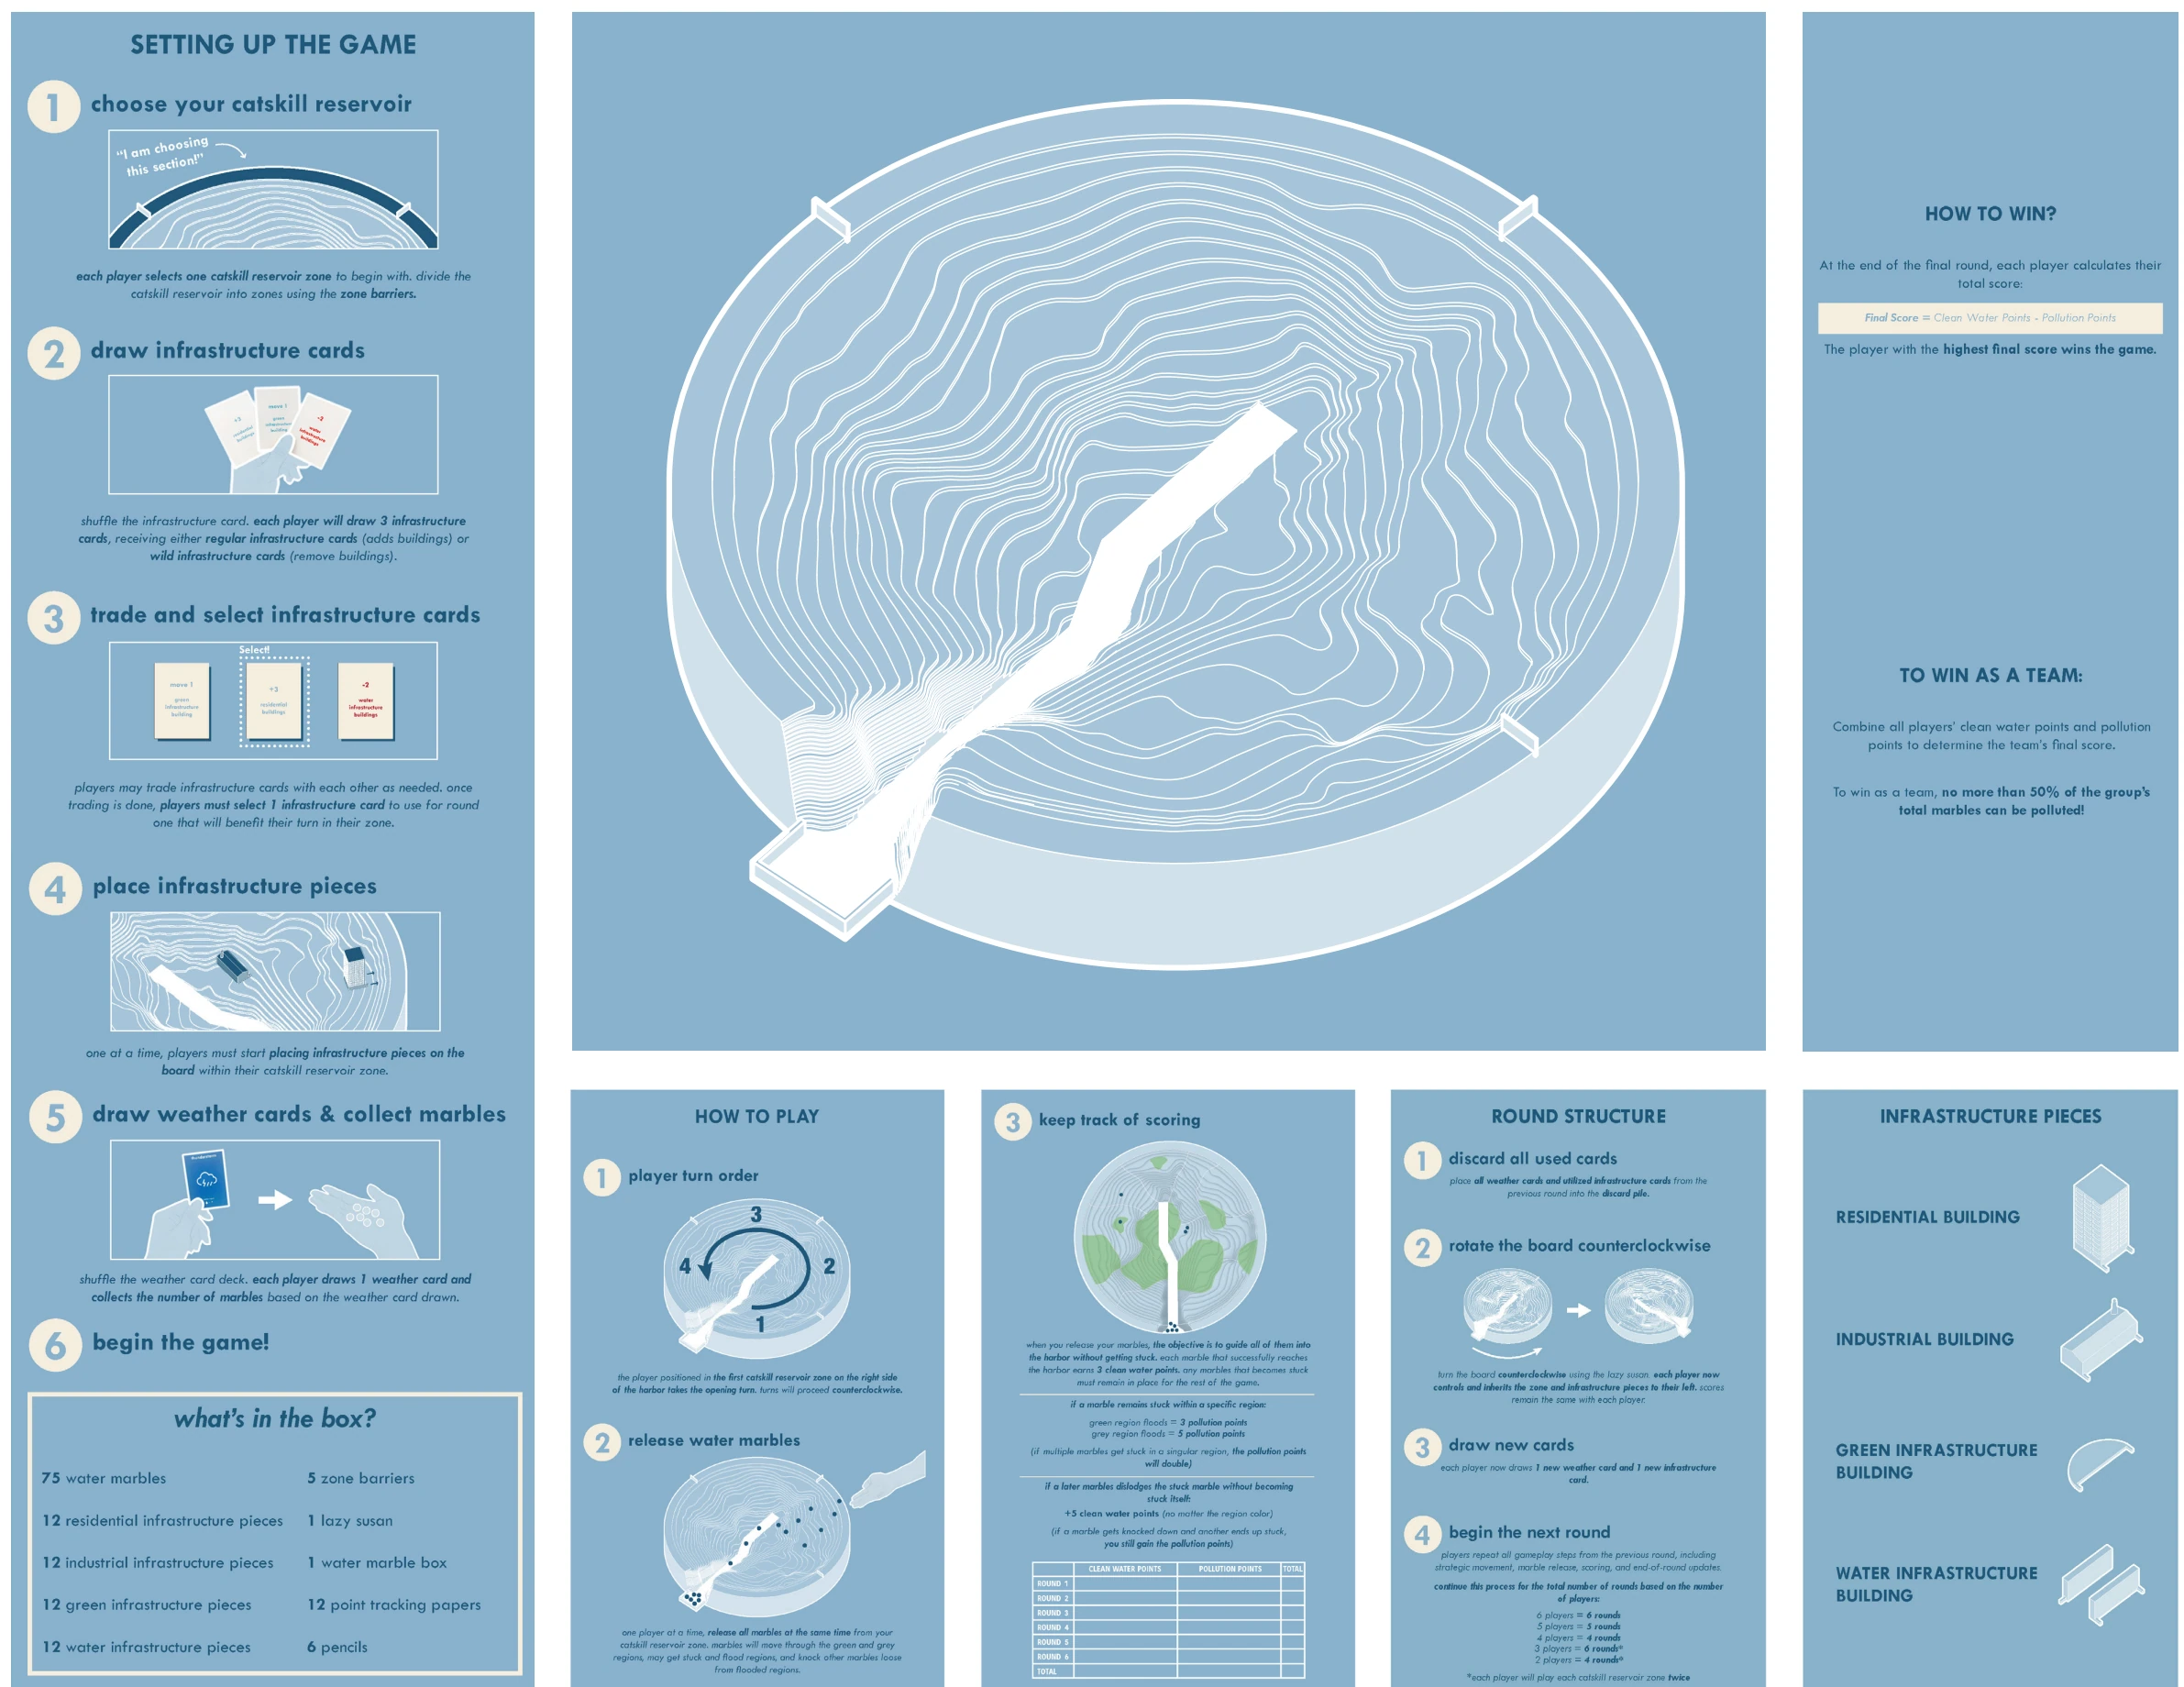 SETTING UP THE GAME
1
choose your catskill reservoir
"I am choosing
this section!"
each player selects one catskill reservoir zone to begin with. divide the
catskill reservoir into zones using the zone barriers.
2
draw infrastructure cards
+3
residential
buildings
move 1
green
infrastructure
building
-2
water
infrastructure
buildings
shuffle the infrastructure card. each player will draw 3 infrastructure
cards, receiving either regular infrastructure cards (adds buildings) or
wild infrastructure cards (remove buildings).
3
trade and select infrastructure cards
Select!
move 1
green
infrastructure
building
+3
residential
buildings
-2
water
infrastructure
buildings
players may trade infrastructure cards with each other as needed. once
trading is done, players must select 1 infrastructure card to use for round
one that will benefit their turn in their zone.
4
place infrastructure pieces
one at a time, players must start placing infrastructure pieces on the
board within their catskill reservoir zone.
5
draw weather cards & collect marbles
shuffle the weather card deck. each player draws 1 weather card and
collects the number of marbles based on the weather card drawn.
6
begin the game!
what's in the box?
75 water marbles
12 residential infrastructure pieces
12 industrial infrastructure pieces
12 green infrastructure pieces
12 water infrastructure pieces
5 zone barriers
1 lazy susan
1 water marble box
12 point tracking papers
6 pencils
HOW TO PLAY
1
player turn order
3
4
2
1
the player positioned in the first catskill reservoir zone on the right side
of the harbor takes the opening turn. turns will proceed counterclockwise.
2
release water marbles
one player at a time, release all marbles at the same time from your
catskill reservoir zone. marbles will move through the green and grey
regions, may get stuck and flood regions, and knock other marbles loose
from flooded regions.
3
keep track of scoring
when you release your marbles, the objective is to guide all of them into
the harbor without getting stuck. each marble that successfully reaches
the harbor earns 3 clean water points. any marbles that becomes stuck
must remain in place for the rest of the game.
if a marble remains stuck within a specific region:
green region floods = 3 pollution points
grey region floods = 5 pollution points
(if multiple marbles get stuck in a singular region, the pollution points
will double)
if a later marbles dislodges the stuck marble without becoming
stuck itself:
+5 clean water points (no matter the region color)
(if a marble gets knocked down and another ends up stuck,
you still gain the pollution points)
CLEAN WATER POINTS POLLUTION POINTS TOTAL
ROUND 1
ROUND 2
ROUND 3
ROUND 4
ROUND 5
ROUND 6
TOTAL
ROUND STRUCTURE
1
discard all used cards
place all weather cards and utilized infrastructure cards from the
previous round into the discard pile.
2
rotate the board counterclockwise
turn the board counterclockwise using the lazy susan. each player now
controls and inherits the zone and infrastructure pieces to their left. scores
remain the same with each player.
3
draw new cards
each player now draws 1 new weather card and 1 new infrastructure
card.
4
begin the next round
players repeat all gameplay steps from the previous round, including
strategic movement, marble release, scoring, and end-of-round updates.
continue this process for the total number of rounds based on the number
of players:
6 players = 6 rounds
5 players = 5 rounds
4 players = 4 rounds
3 players = 6 rounds*
2 players = 4 rounds*
*each player will play each catskill reservoir zone twice
HOW TO WIN?
At the end of the final round, each player calculates their
total score:
Final Score = Clean Water Points - Pollution Points
The player with the highest final score wins the game.
TO WIN AS A TEAM:
Combine all players' clean water points and pollution
points to determine the team's final score.
To win as a team, no more than 50% of the group's
total marbles can be polluted!
INFRASTRUCTURE PIECES
RESIDENTIAL BUILDING
INDUSTRIAL BUILDING
GREEN INFRASTRUCTURE
BUILDING
WATER INFRASTRUCTURE
BUILDING